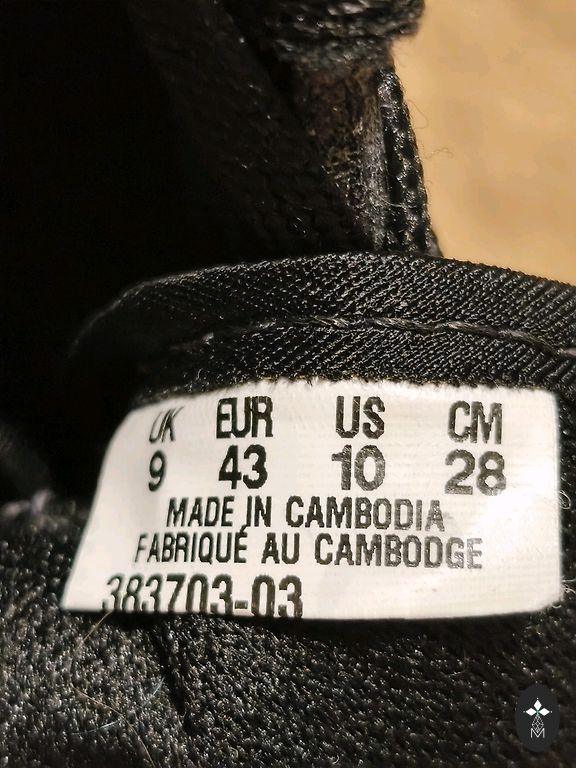 UK EUR US CM
9 43 10 28
MADE IN CAMBODIA
FABRIQUÉ AU CAMBODGE
383703-03